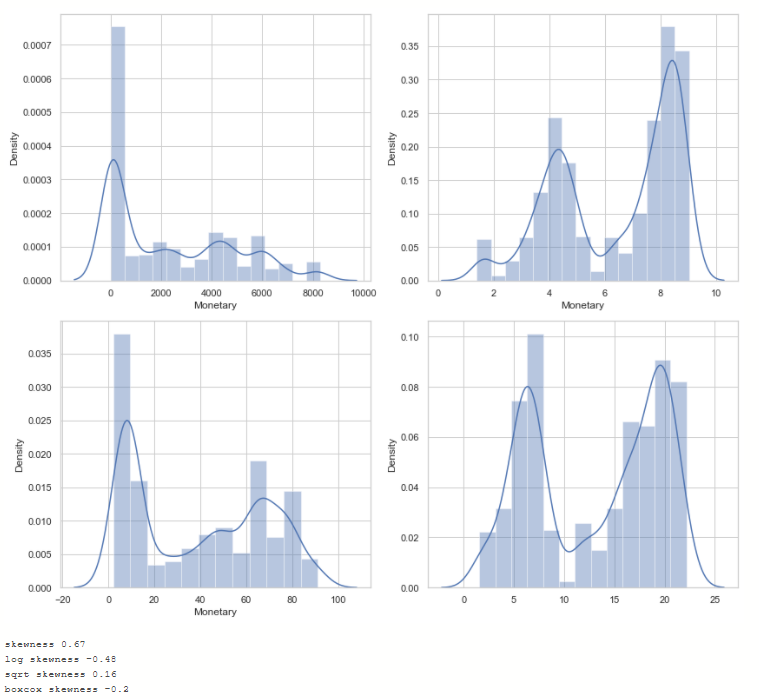 0.0007
0.0006
0.0005
0.0004
0.0003
0.0002
0.0001
0.0000
Density
0 2000 4000 6000 8000 10000
Monetary
0.35
0.30
0.25
0.20
0.15
0.10
0.05
0.00
Density
0 2 4 6 8 10
Monetary
0.035
0.030
0.025
0.020
0.015
0.010
0.005
0.000
Density
−20 0 20 40 60 80 100
Monetary
0.10
0.08
0.06
0.04
0.02
0.00
Density
0 5 10 15 20 25
skewness 0.67
log skewness -0.48
sqrt skewness 0.16
boxcox skewness -0.2